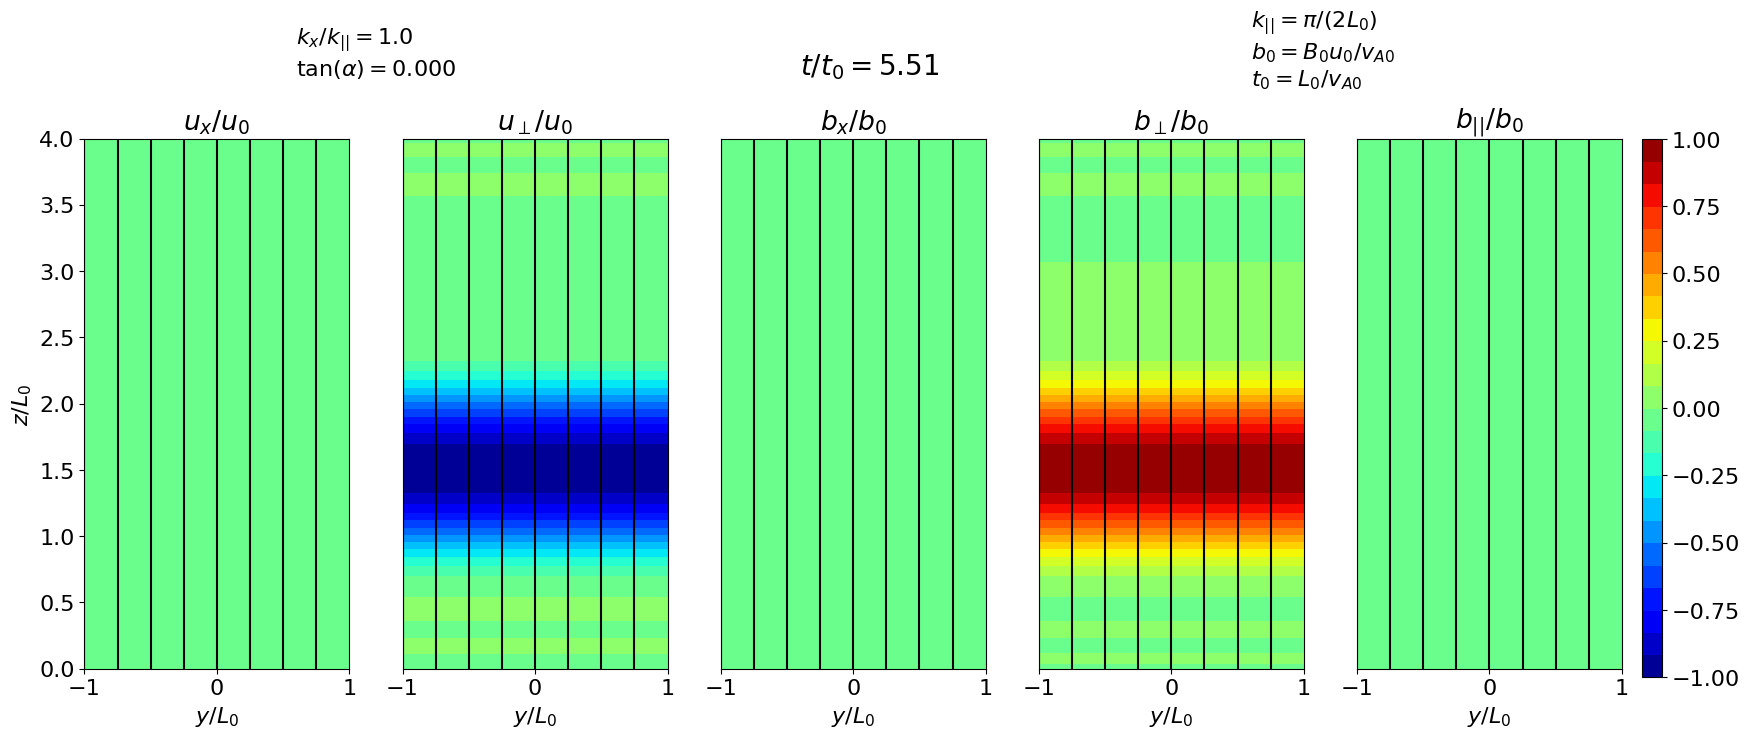 k_x/k_{||} = 1.0
tan(α) = 0.000
t/t_0 = 5.51
k_{||} = π/(2L_0)
b_0 = B_0u_0/v_{A0}
t_0 = L_0/v_{A0}
u_x/u_0 u_⊥/u_0 b_x/b_0 b_⊥/b_0 b_{||}/b_0
4.0
3.5
3.0
2.5
2.0
1.5
1.0
0.5
0.0
z/L_0
−1 0 1 −1 0 1 −1 0 1 −1 0 1 −1 0 1
y/L_0 y/L_0 y/L_0 y/L_0 y/L_0
1.00
0.75
0.50
0.25
0.00
−0.25
−0.50
−0.75
−1.00